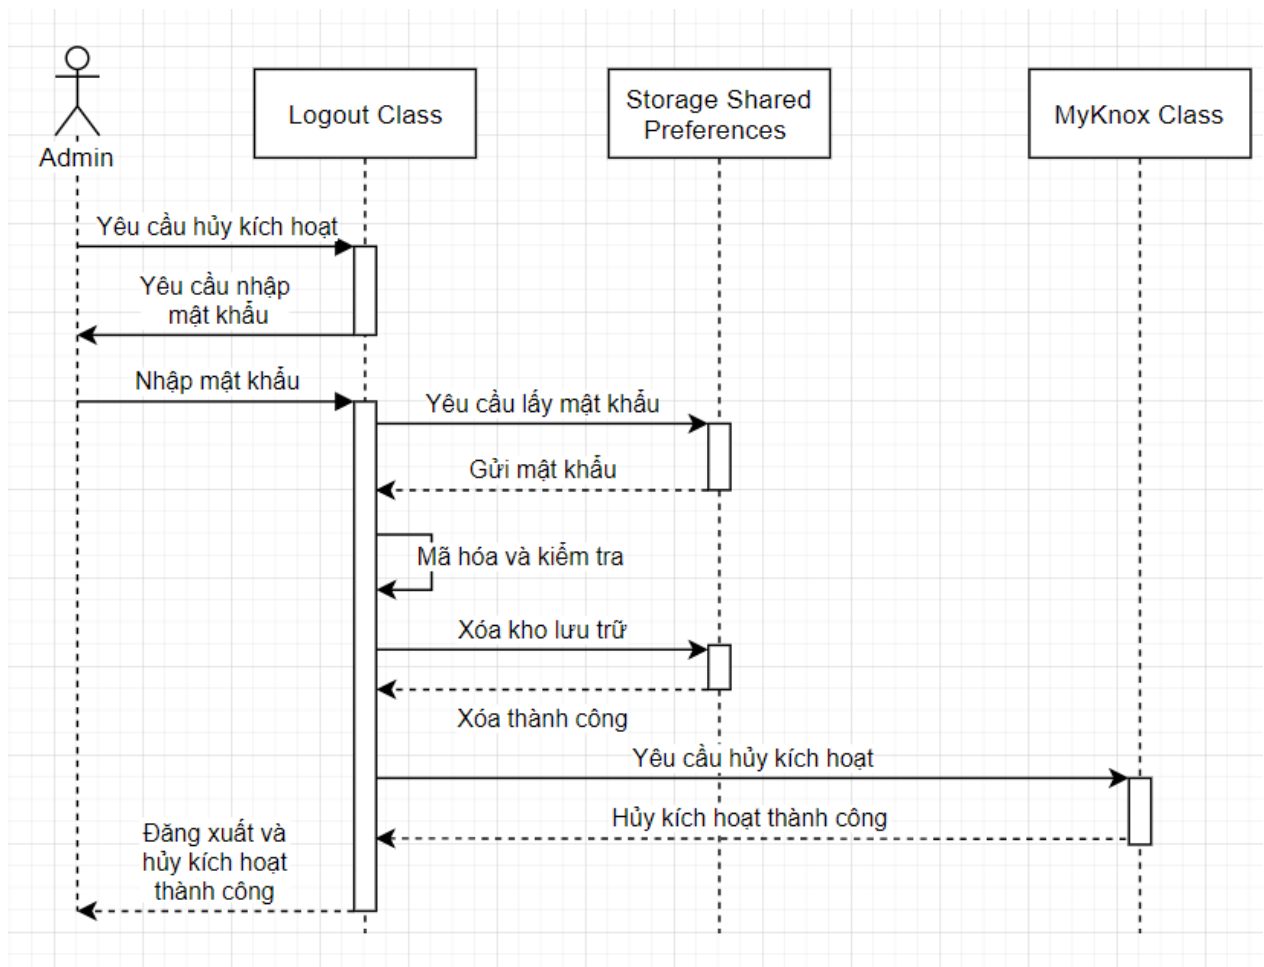 Admin
Logout Class
Storage Shared
Preferences
MyKnox Class
Yêu cầu hủy kích hoạt
Yêu cầu nhập
mật khẩu
Nhập mật khẩu
Yêu cầu lấy mật khẩu
Gửi mật khẩu
Mã hóa và kiểm tra
Xóa kho lưu trữ
Xóa thành công
Yêu cầu hủy kích hoạt
Hủy kích hoạt thành công
Đăng xuất và
hủy kích hoạt
thành công